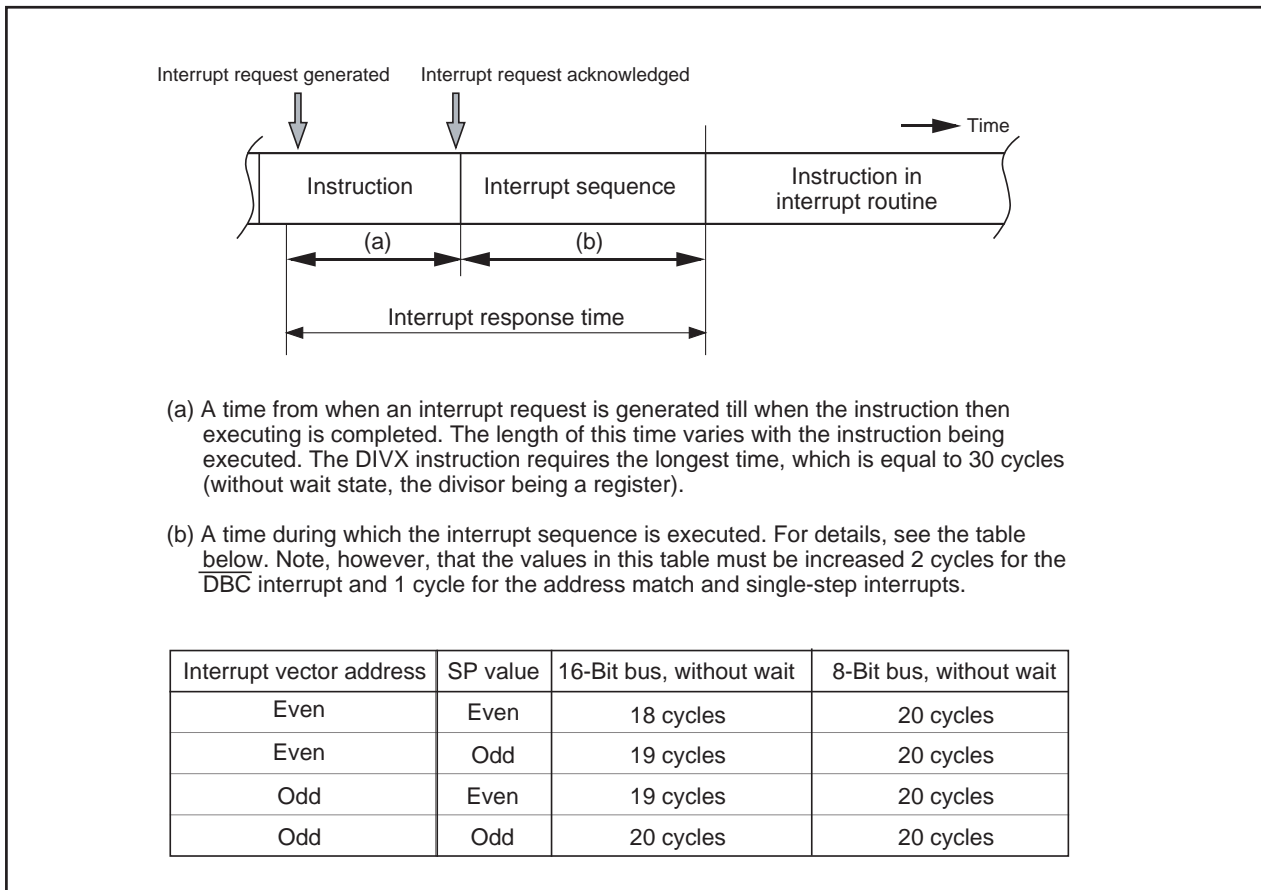 Interrupt request generated
Interrupt request acknowledged
Time
Instruction
Interrupt sequence
Instruction in
interrupt routine
(a)
(b)
Interrupt response time
(a) A time from when an interrupt request is generated till when the instruction then
executing is completed. The length of this time varies with the instruction being
executed. The DIVX instruction requires the longest time, which is equal to 30 cycles
(without wait state, the divisor being a register).
(b) A time during which the interrupt sequence is executed. For details, see the table
below. Note, however, that the values in this table must be increased 2 cycles for the
DBC interrupt and 1 cycle for the address match and single-step interrupts.
Interrupt vector address SP value 16-Bit bus, without wait 8-Bit bus, without wait
Even Even 18 cycles 20 cycles
Even Odd 19 cycles 20 cycles
Odd Even 19 cycles 20 cycles
Odd Odd 20 cycles 20 cycles